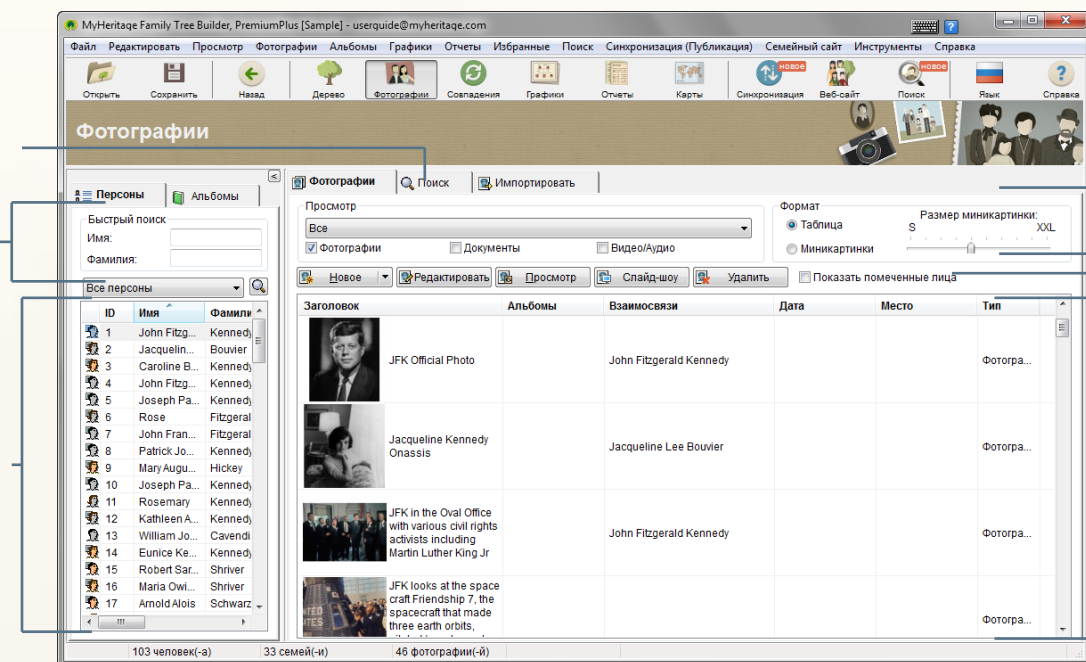 MyHeritage Family Tree Builder, PremiumPlus [Sample] - userguide@myheritage.com
Файл Редактировать Просмотр Фотографии Альбомы Графики Отчеты Избранные Поиск Синхронизация (Публикация) Семейный сайт Инструменты Справка
НОВОЕ НОВОЕ
Открыть Сохранить Назад Дерево Фотографии Совпадения Графики Отчеты Карты Синхронизация Веб-сайт Поиск Язык Справка
Фотографии
Персоны Альбомы
Быстрый поиск
Имя:
Фамилия:
Все персоны
ID Имя Фамили
1 John Fitzg... Kennedy
2 Jacquelin... Bouvier
3 Caroline B... Kennedy
4 John Fitzg... Kennedy
5 Joseph Pa... Kennedy
6 Rose Fitzgeral
7 John Fran... Fitzgeral
8 Patrick Jo... Kennedy
9 Mary Augu... Hickey
10 Joseph Pa... Kennedy
11 Rosemary Kennedy
12 Kathleen A... Kennedy
13 William Jo... Cavendi
14 Eunice Ke... Kennedy
15 Robert Sar... Shriver
16 Maria Owi... Shriver
17 Arnold Alois Schwarz
Фотографии Поиск Импортировать
Просмотр
Все
Фотографии Документы Видео/Аудио
Формат
Таблица
Миникартинки
Размер миникартинки:
S XXL
Новое Редактировать Просмотр Слайд-шоу Удалить Показать помеченные лица
Заголовок Альбомы Взаимосвязи Дата Место Тип
JFK Official Photo John Fitzgerald Kennedy Фотогра...
Jacqueline Kennedy
Onassis
Jacqueline Lee Bouvier Фотогра...
JFK in the Oval Office
with various civil rights
activists including
Martin Luther King Jr
John Fitzgerald Kennedy Фотогра...
JFK looks at the space
craft Friendship 7, the
spacecraft that made
three earth orbits,
Фотогра...
103 человек(-а) 33 семей(-и) 46 фотографии(-й)